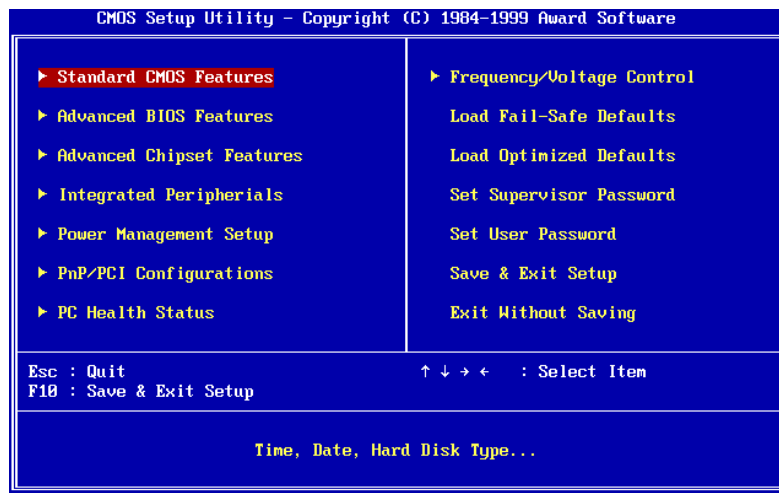 CMOS Setup Utility - Copyright (C) 1984-1999 Award Software
▶ Standard CMOS Features
▶ Advanced BIOS Features
▶ Advanced Chipset Features
▶ Integrated Peripherials
▶ Power Management Setup
▶ PnP/PCI Configurations
▶ PC Health Status
▶ Frequency/Voltage Control
Load Fail-Safe Defaults
Load Optimized Defaults
Set Supervisor Password
Set User Password
Save & Exit Setup
Exit Without Saving
Esc : Quit
F10 : Save & Exit Setup
↑ ↓ → ← : Select Item
Time, Date, Hard Disk Type...